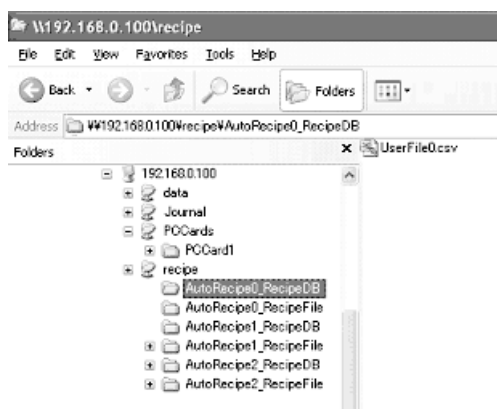 \\192.168.0.100\recipe
File Edit View Favorites Tools Help
Back Search Folders
Address ¥¥192.168.0.100¥recipe¥AutoRecipe0_RecipeDB
Folders
UserFile0.csv
192.168.0.100
data
Journal
PCCards
PCCard1
recipe
AutoRecipe0_RecipeDB
AutoRecipe0_RecipeFile
AutoRecipe1_RecipeDB
AutoRecipe1_RecipeFile
AutoRecipe2_RecipeDB
AutoRecipe2_RecipeFile